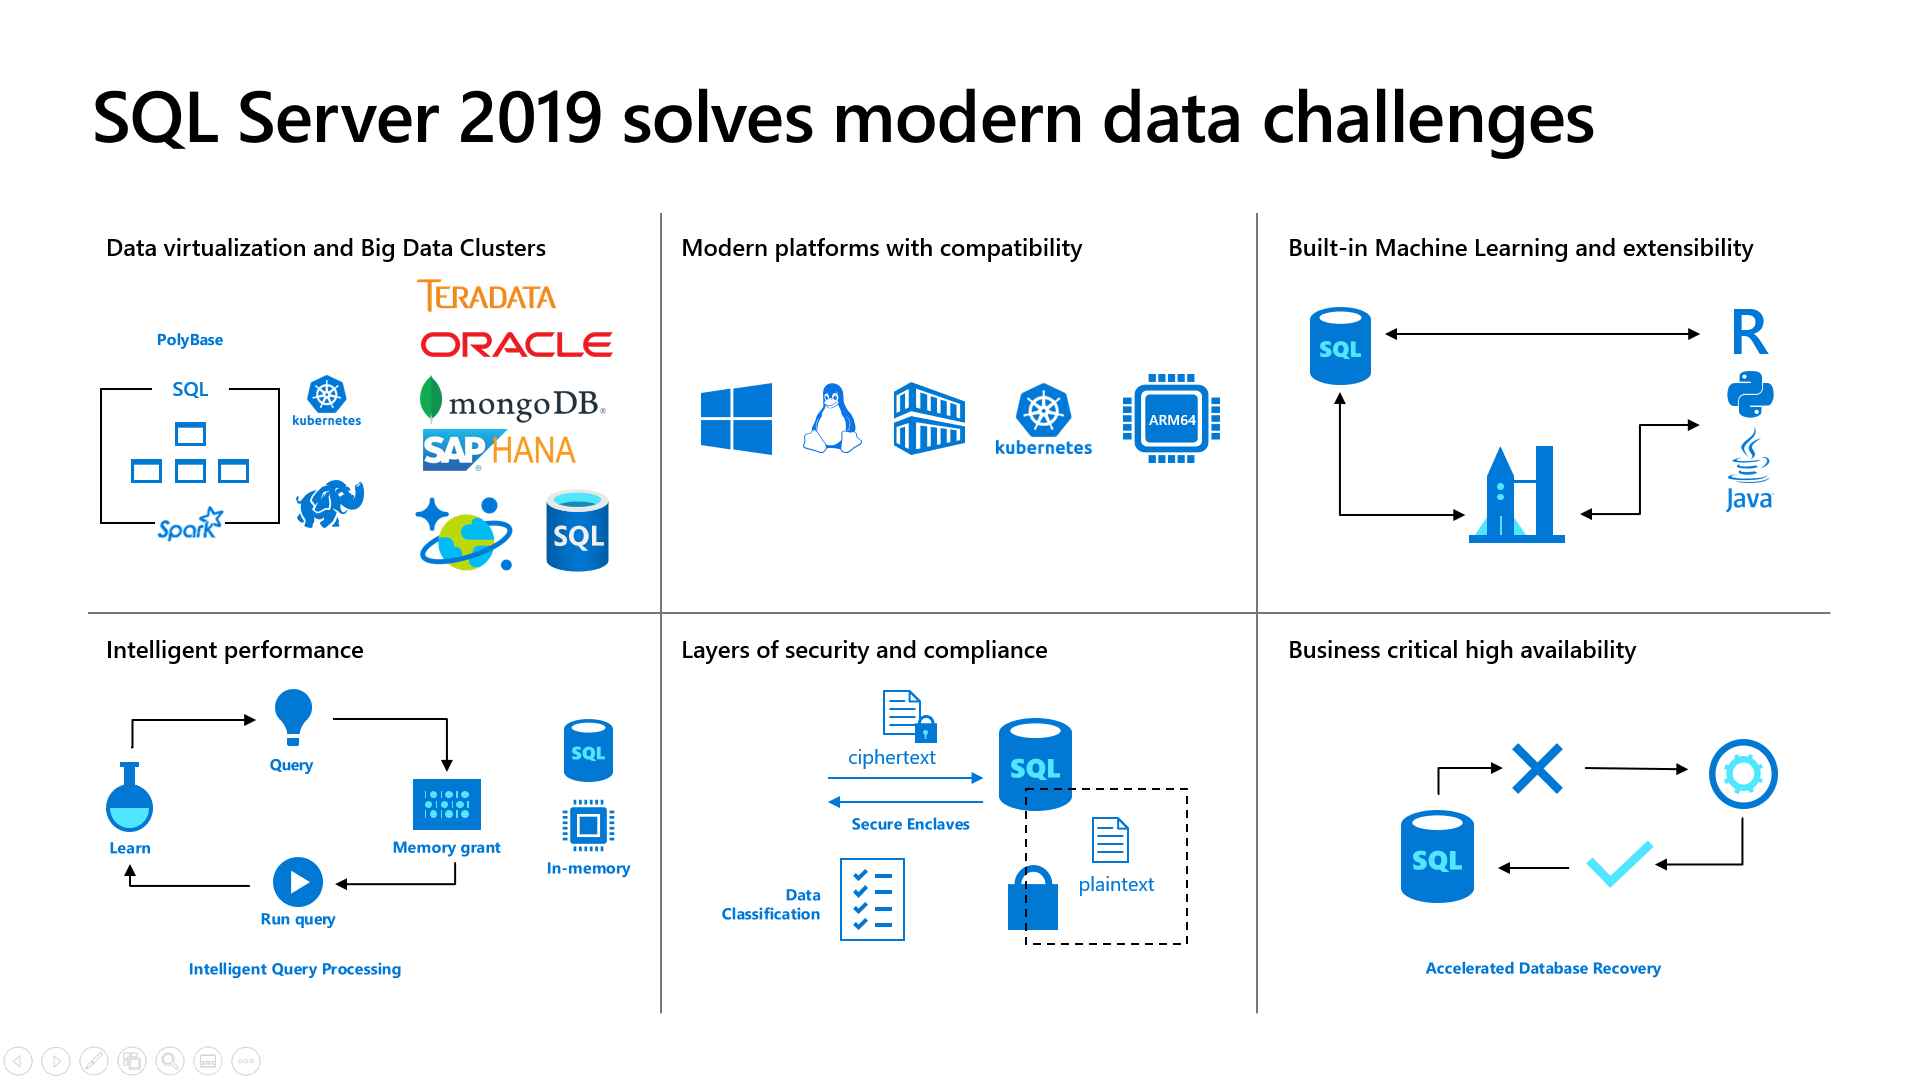 SQL Server 2019 solves modern data challenges
Data virtualization and Big Data Clusters
TERADATA
ORACLE
PolyBase
SQL
kubernetes
mongoDB®
SAP® HANA
Spark
SQL
Modern platforms with compatibility
kubernetes
ARM64
Built-in Machine Learning and extensibility
SQL
R
Java
Intelligent performance
Query
Learn
Memory grant
Run query
SQL
In-memory
Intelligent Query Processing
Layers of security and compliance
ciphertext
SQL
Secure Enclaves
plaintext
Data
Classification
Business critical high availability
SQL
Accelerated Database Recovery